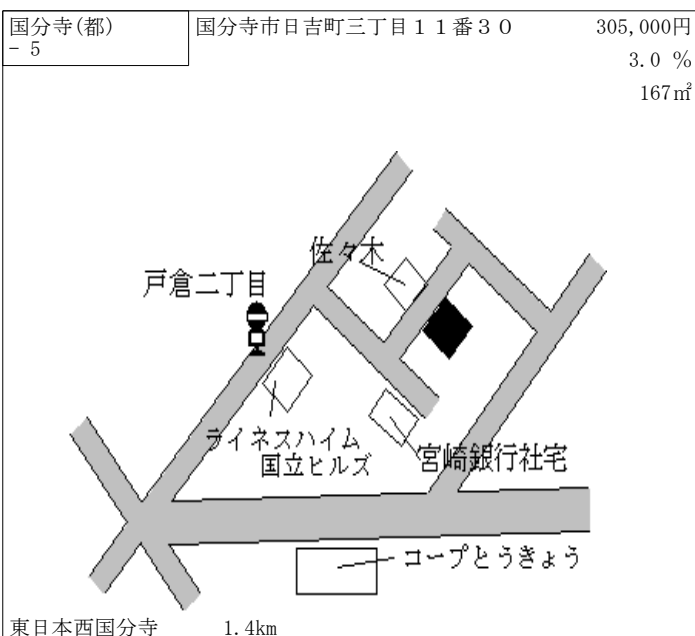 国分寺(都)
- 5
国分寺市日吉町三丁目１１番３０
305,000円
3.0 %
167㎡
佐々木
戸倉二丁目
ライネスハイム
国立ヒルズ
宮崎銀行社宅
コープとうきょう
東日本西国分寺 1.4km